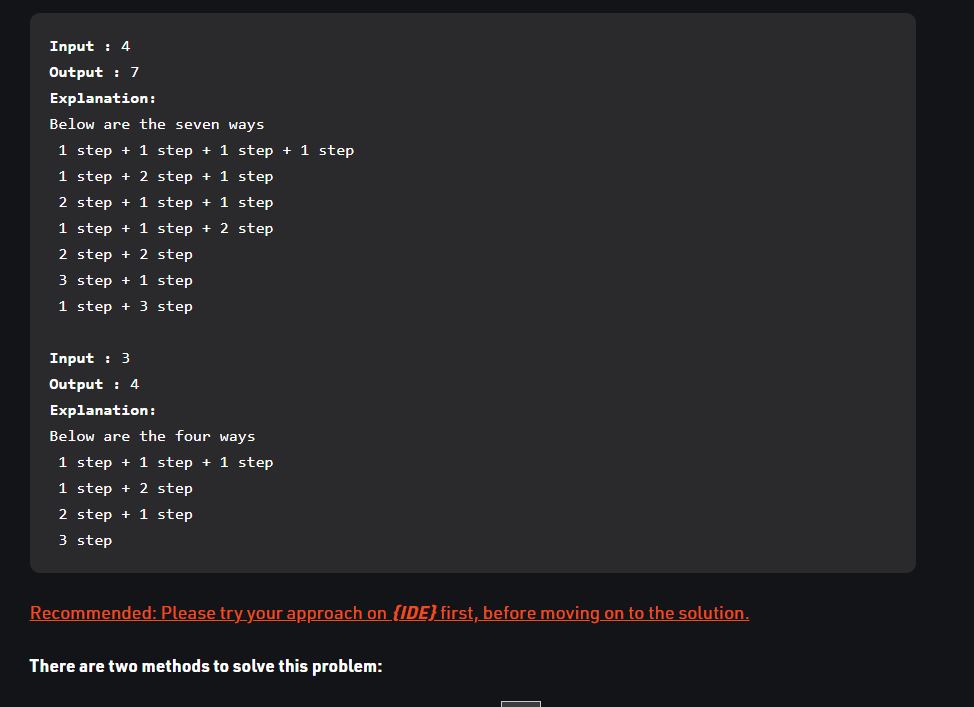 Input : 4
Output : 7
Explanation:
Below are the seven ways
1 step + 1 step + 1 step + 1 step
1 step + 2 step + 1 step
2 step + 1 step + 1 step
1 step + 1 step + 2 step
2 step + 2 step
3 step + 1 step
1 step + 3 step
Input : 3
Output : 4
Explanation:
Below are the four ways
1 step + 1 step + 1 step
1 step + 2 step
2 step + 1 step
3 step
Recommended: Please try your approach on {IDE} first, before moving on to the solution.
There are two methods to solve this problem: